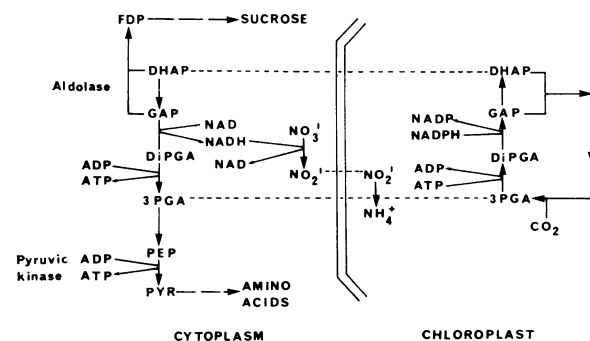 FDP SUCROSE
DHAP DHAP
Aldolase
GAP GAP
NAD NO3' NADP
NADH NADPH
ADP DiPGA NAD NO2' NO2' ADP DiPGA
ATP ATP
3PGA NH4+ 3PGA
CO2
PEP
Pyruvic ADP
kinase ATP
PYR AMINO
ACIDS
CYTOPLASM CHLOROPLAST